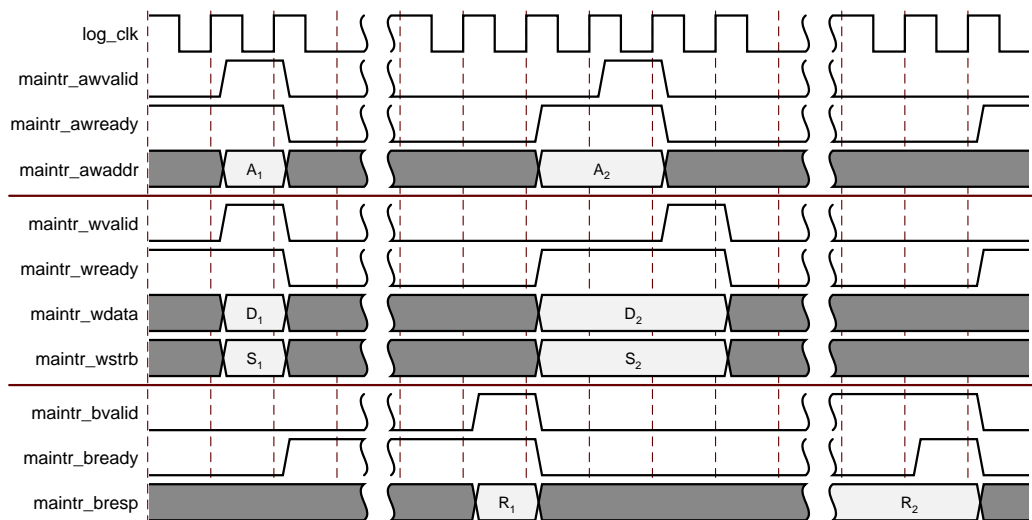 log_clk
maintr_awvalid
maintr_awready
maintr_awaddr A₁ A₂
maintr_wvalid
maintr_wready
maintr_wdata D₁ D₂
maintr_wstrb S₁ S₂
maintr_bvalid
maintr_bready
maintr_bresp R₁ R₂